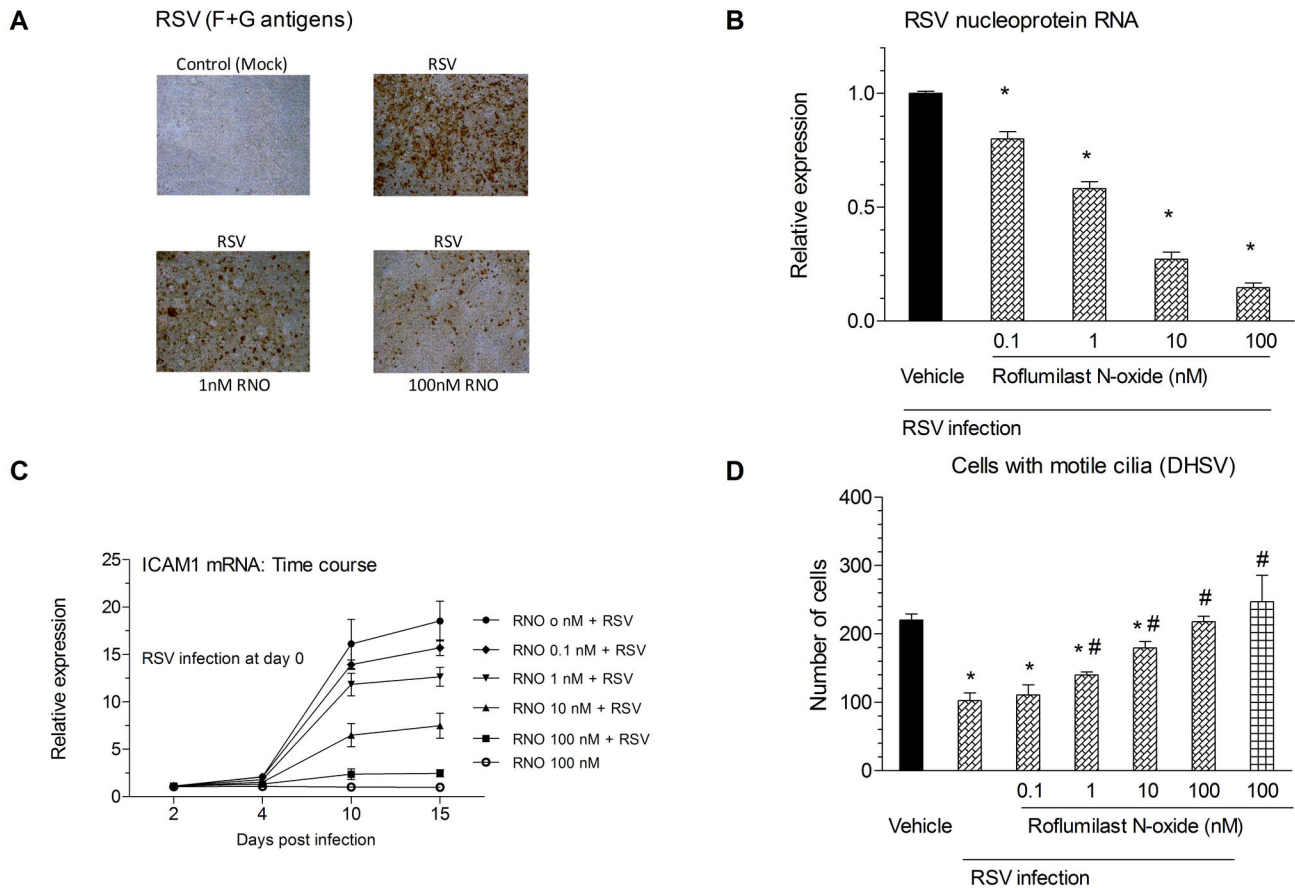 A
RSV (F+G antigens)
Control (Mock)
RSV
RSV
RSV
1nM RNO
100nM RNO
B
RSV nucleoprotein RNA
Relative expression
1.0
0.5
0.0
*
*
*
*
0.1 1 10 100
Vehicle Roflumilast N-oxide (nM)
RSV infection
C
ICAM1 mRNA: Time course
RSV infection at day 0
Relative expression
25
20
15
10
5
0
2 4 10 15
Days post infection
RNO o nM + RSV
RNO 0.1 nM + RSV
RNO 1 nM + RSV
RNO 10 nM + RSV
RNO 100 nM + RSV
RNO 100 nM
D
Cells with motile cilia (DHSV)
Number of cells
400
300
200
100
0
*
*
* #
* #
#
#
0.1 1 10 100 100
Vehicle Roflumilast N-oxide (nM)
RSV infection